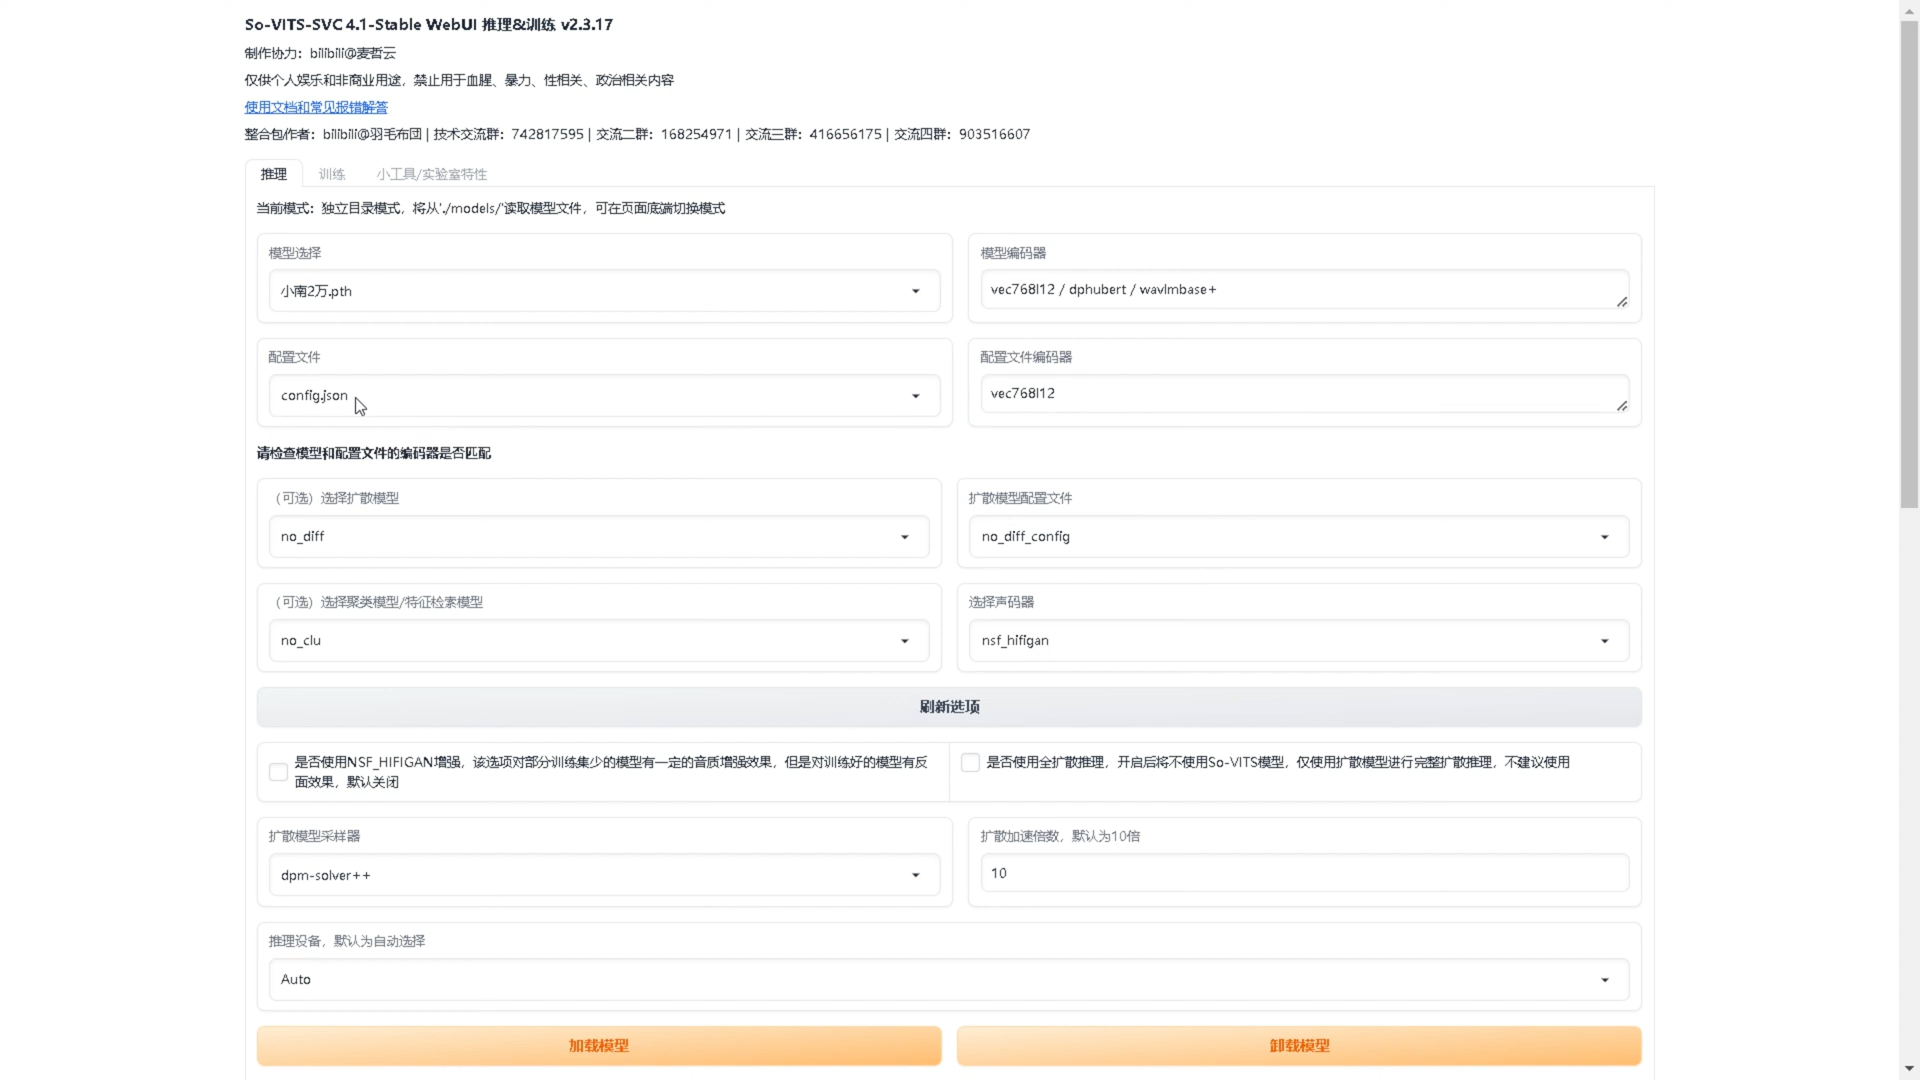 So-VITS-SVC 4.1-Stable WebUI 推理&训练 v2.3.17
制作协力：bilibili@麦哲云
仅供个人娱乐和非商业用途，禁止用于血腥、暴力、性相关、政治相关内容
使用文档和常见报错解答
整合包作者：bilibili@羽毛布団 | 技术交流群：742817595 | 交流二群：168254971 | 交流三群：416656175 | 交流四群：903516607
推理 训练 小工具/实验室特性
当前模式：独立目录模式，将从'./models/'读取模型文件，可在页面底端切换模式
模型选择
小南2万.pth
模型编码器
vec768l12 / dphubert / wavlmbase+
配置文件
config.json
配置文件编码器
vec768l12
请检查模型和配置文件的编码器是否匹配
（可选）选择扩散模型
no_diff
扩散模型配置文件
no_diff_config
（可选）选择聚类模型/特征检索模型
no_clu
选择声码器
nsf_hifigan
刷新选项
是否使用NSF_HIFIGAN增强，该选项对部分训练集少的模型有一定的音质增强效果，但是对训练好的模型有反
面效果，默认关闭
是否使用全扩散推理，开启后将不使用So-VITS模型，仅使用扩散模型进行完整扩散推理，不建议使用
扩散模型采样器
dpm-solver++
扩散加速倍数，默认为10倍
10
推理设备，默认为自动选择
Auto
加载模型
卸载模型